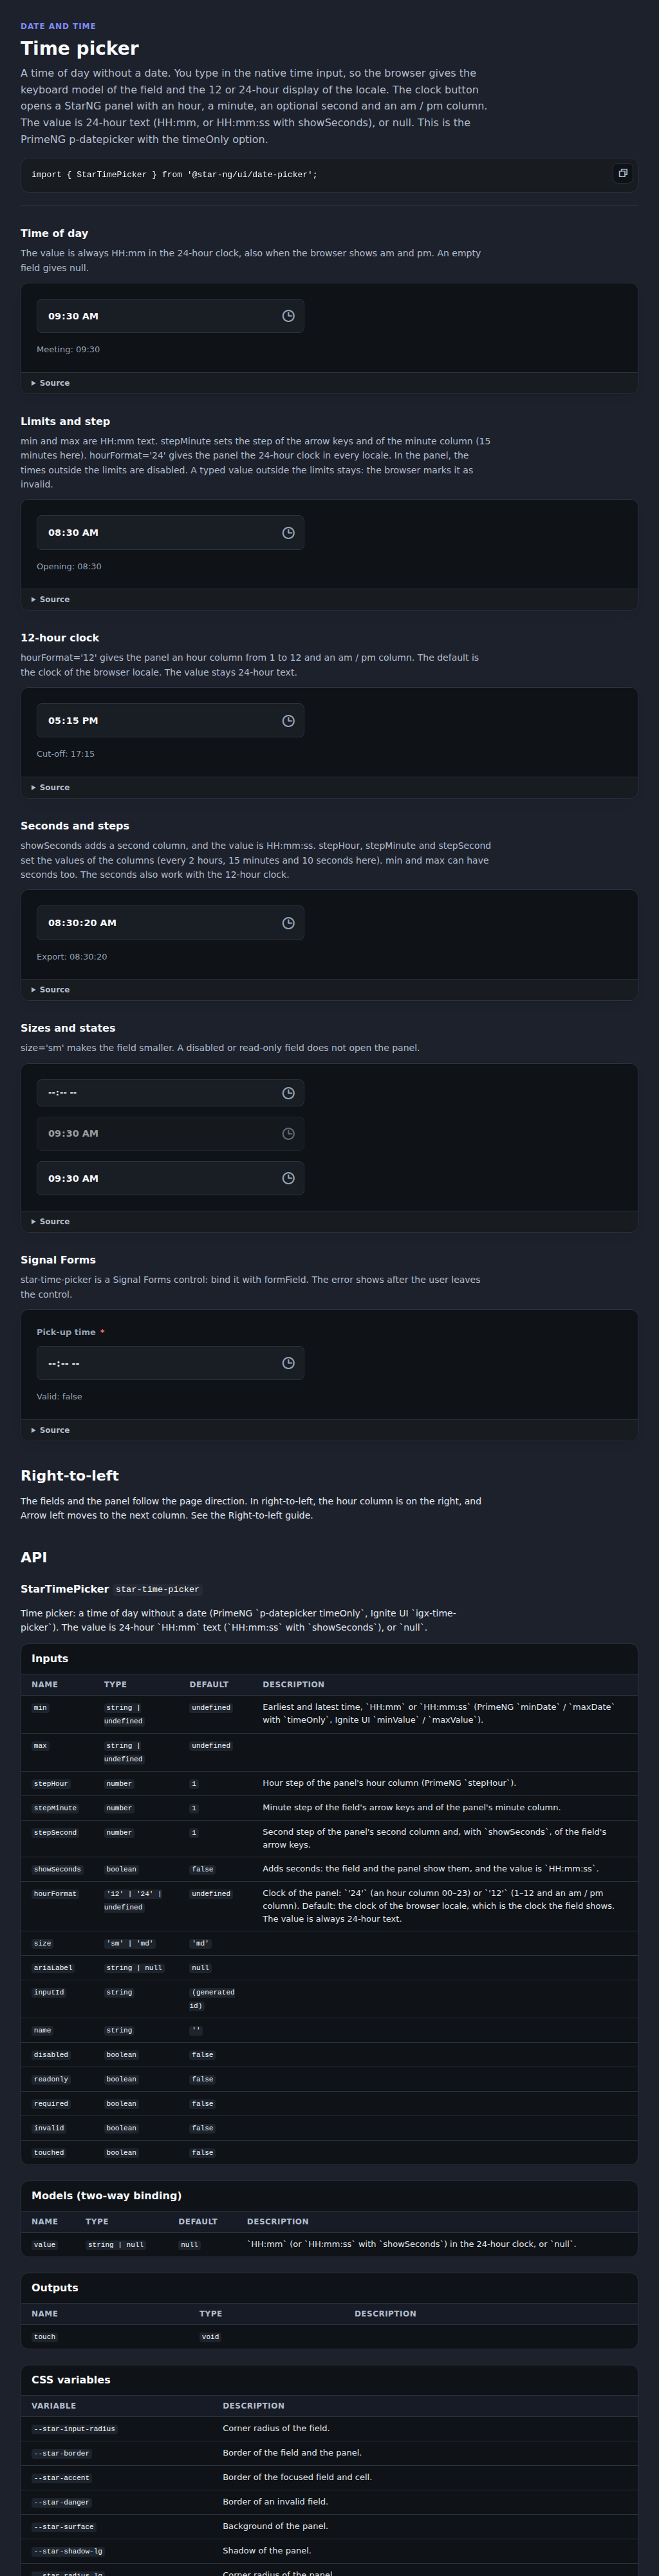 DATE AND TIME
Time picker
A time of day without a date. You type in the native time input, so the browser gives the
keyboard model of the field and the 12 or 24-hour display of the locale. The clock button
opens a StarNG panel with an hour, a minute, an optional second and an am / pm column.
The value is 24-hour text (HH:mm, or HH:mm:ss with showSeconds), or null. This is the
PrimeNG p-datepicker with the timeOnly option.
import { StarTimePicker } from '@star-ng/ui/date-picker';
Time of day
The value is always HH:mm in the 24-hour clock, also when the browser shows am and pm. An empty
field gives null.
09:30 AM
Meeting: 09:30
Source
Limits and step
min and max are HH:mm text. stepMinute sets the step of the arrow keys and of the minute column (15
minutes here). hourFormat='24' gives the panel the 24-hour clock in every locale. In the panel, the
times outside the limits are disabled. A typed value outside the limits stays: the browser marks it as
invalid.
08:30 AM
Opening: 08:30
Source
12-hour clock
hourFormat='12' gives the panel an hour column from 1 to 12 and an am / pm column. The default is
the clock of the browser locale. The value stays 24-hour text.
05:15 PM
Cut-off: 17:15
Source
Seconds and steps
showSeconds adds a second column, and the value is HH:mm:ss. stepHour, stepMinute and stepSecond
set the values of the columns (every 2 hours, 15 minutes and 10 seconds here). min and max can have
seconds too. The seconds also work with the 12-hour clock.
08:30:20 AM
Export: 08:30:20
Source
Sizes and states
size='sm' makes the field smaller. A disabled or read-only field does not open the panel.
--:-- --
09:30 AM
09:30 AM
Source
Signal Forms
star-time-picker is a Signal Forms control: bind it with formField. The error shows after the user leaves
the control.
Pick-up time *
--:-- --
Valid: false
Source
Right-to-left
The fields and the panel follow the page direction. In right-to-left, the hour column is on the right, and
Arrow left moves to the next column. See the Right-to-left guide.
API
StarTimePicker star-time-picker
Time picker: a time of day without a date (PrimeNG `p-datepicker timeOnly`, Ignite UI `igx-time-
picker`). The value is 24-hour `HH:mm` text (`HH:mm:ss` with `showSeconds`), or `null`.
Inputs
NAME TYPE DEFAULT DESCRIPTION
min string | undefined Earliest and latest time, `HH:mm` or `HH:mm:ss` (PrimeNG `minDate` / `maxDate`
undefined with `timeOnly`, Ignite UI `minValue` / `maxValue`).
max string | undefined
undefined
stepHour number 1 Hour step of the panel's hour column (PrimeNG `stepHour`).
stepMinute number 1 Minute step of the field's arrow keys and of the panel's minute column.
stepSecond number 1 Second step of the panel's second column and, with `showSeconds`, of the field's
arrow keys.
showSeconds boolean false Adds seconds: the field and the panel show them, and the value is `HH:mm:ss`.
hourFormat '12' | '24' | undefined Clock of the panel: `'24'` (an hour column 00–23) or `'12'` (1–12 and an am / pm
undefined column). Default: the clock of the browser locale, which is the clock the field shows.
The value is always 24-hour text.
size 'sm' | 'md' 'md'
ariaLabel string | null null
inputId string (generated
id)
name string ''
disabled boolean false
readonly boolean false
required boolean false
invalid boolean false
touched boolean false
Models (two-way binding)
NAME TYPE DEFAULT DESCRIPTION
value string | null null `HH:mm` (or `HH:mm:ss` with `showSeconds`) in the 24-hour clock, or `null`.
Outputs
NAME TYPE DESCRIPTION
touch void
CSS variables
VARIABLE DESCRIPTION
--star-input-radius Corner radius of the field.
--star-border Border of the field and the panel.
--star-accent Border of the focused field and cell.
--star-danger Border of an invalid field.
--star-surface Background of the panel.
--star-shadow-lg Shadow of the panel.
--star-radius-lg Corner radius of the panel.